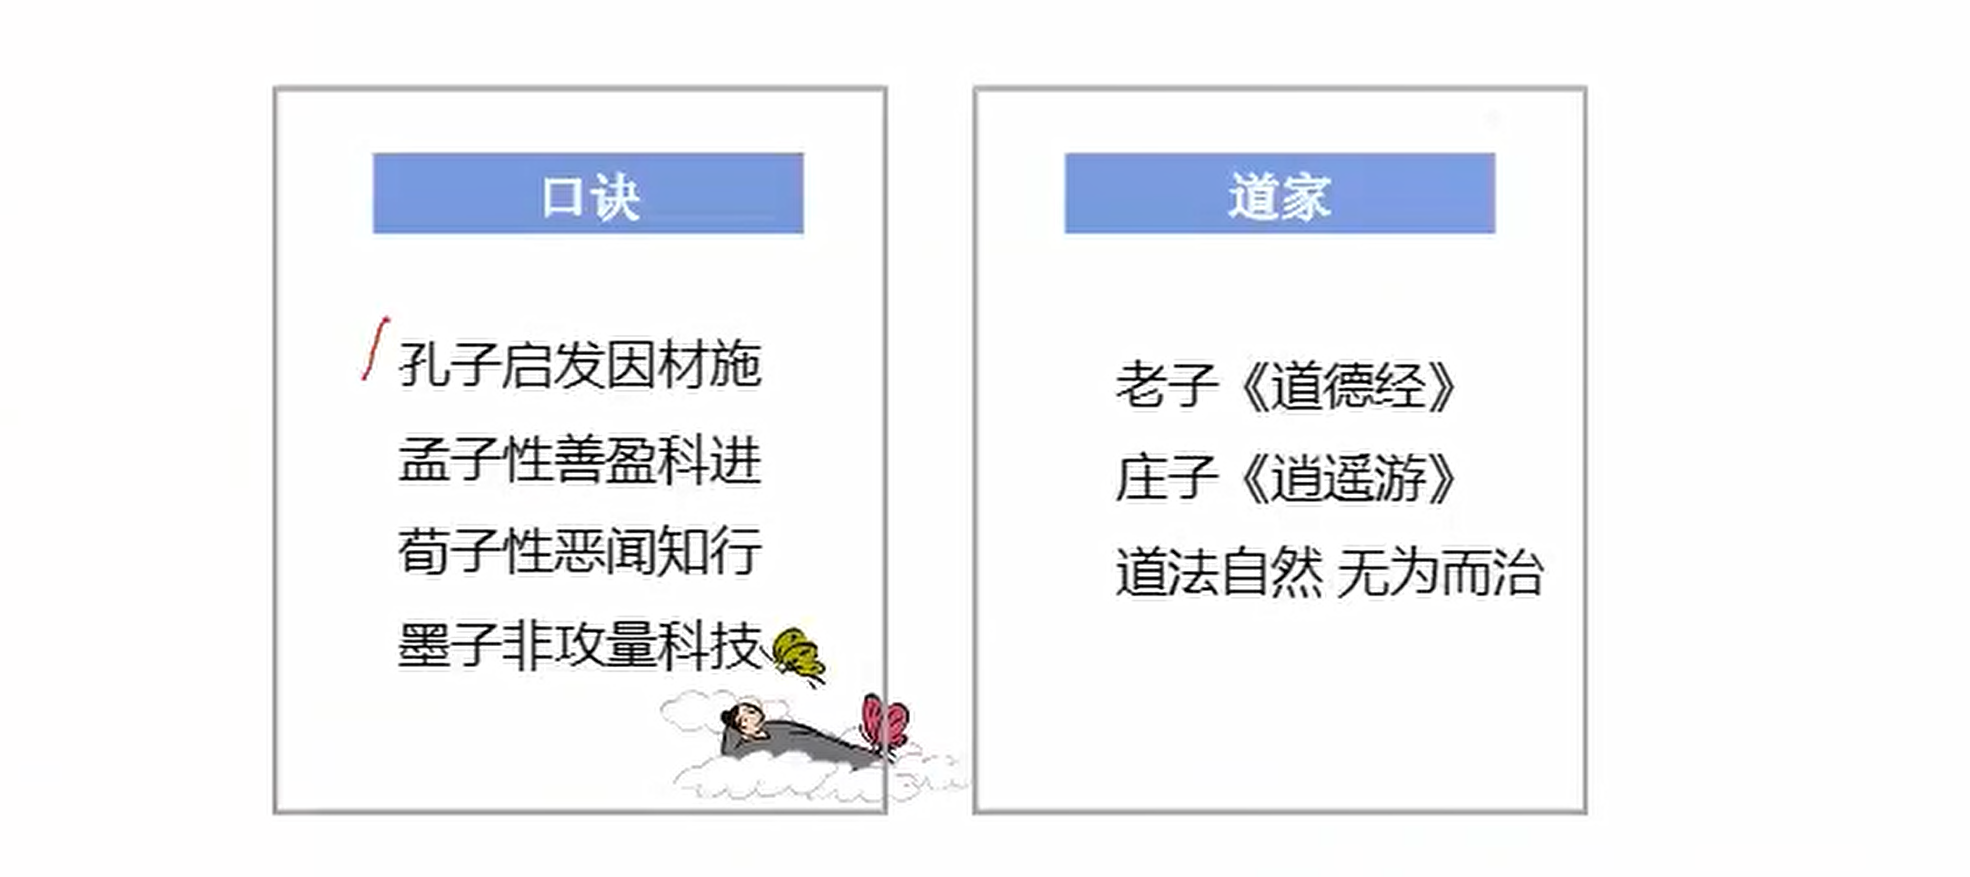 口诀
孔子启发因材施
孟子性善盈科进
荀子性恶闻知行
墨子非攻量科技
道家
老子《道德经》
庄子《逍遥游》
道法自然 无为而治